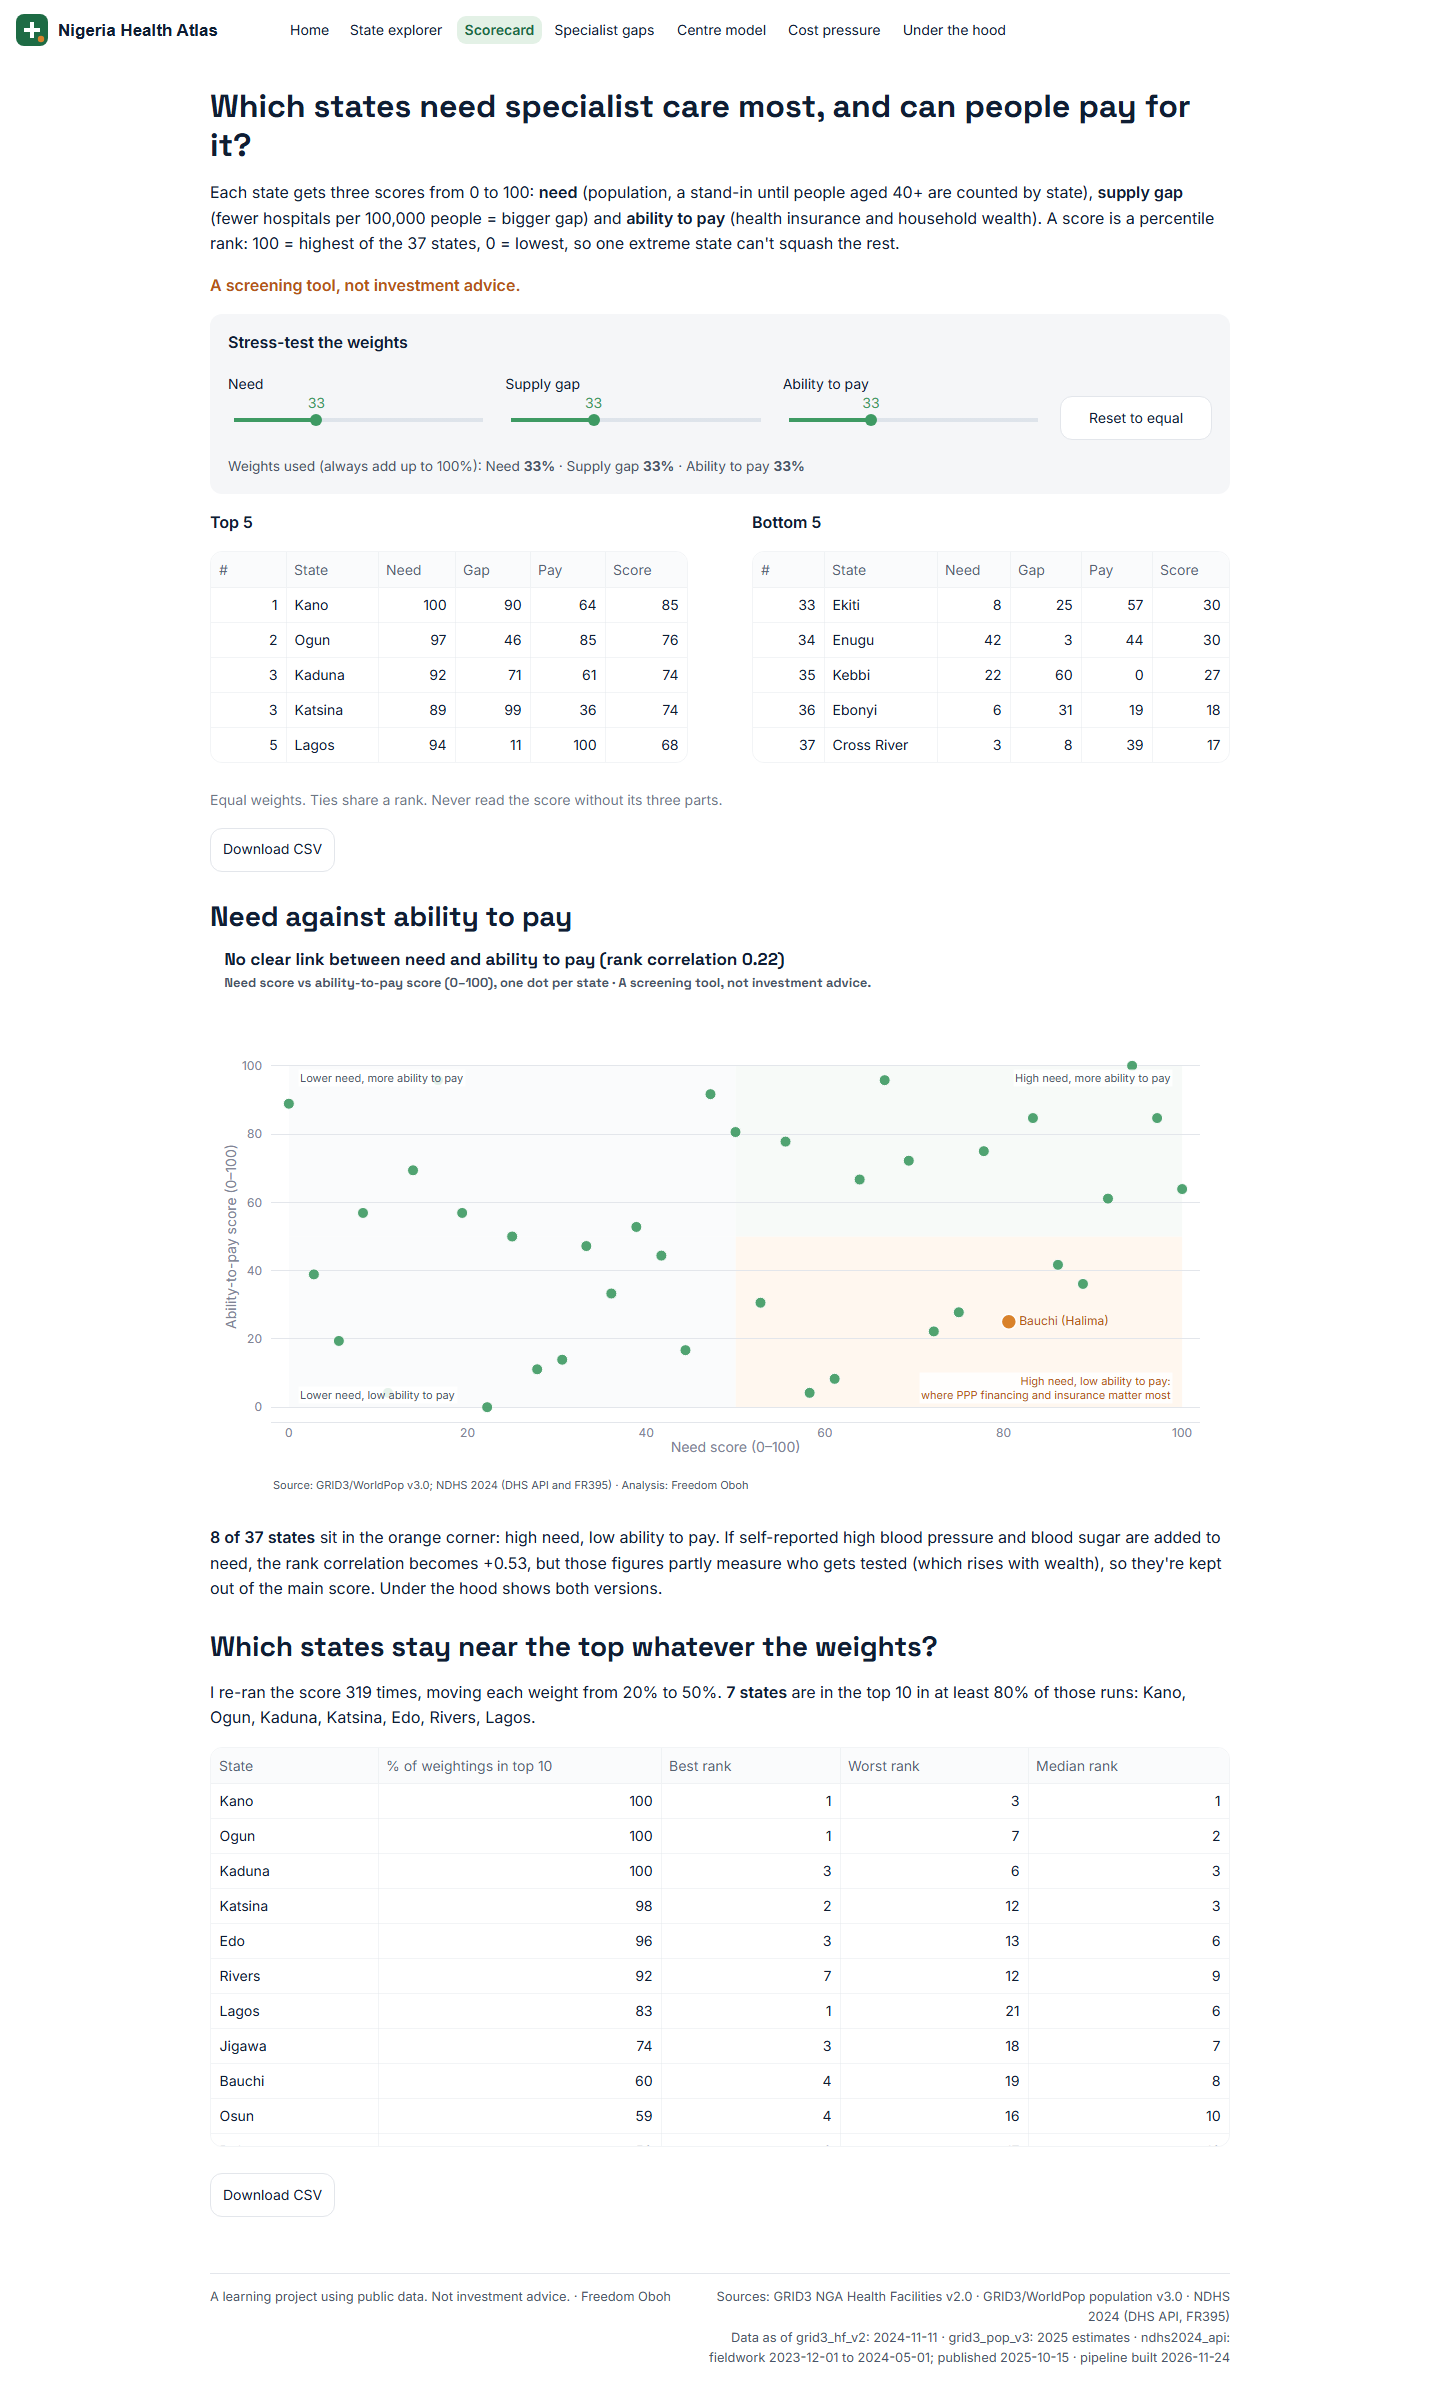 Nigeria Health Atlas
Home
State explorer
Scorecard
Specialist gaps
Centre model
Cost pressure
Under the hood
Which states need specialist care most, and can people pay for
it?
Each state gets three scores from 0 to 100: need (population, a stand-in until people aged 40+ are counted by state), supply gap
(fewer hospitals per 100,000 people = bigger gap) and ability to pay (health insurance and household wealth). A score is a percentile
rank: 100 = highest of the 37 states, 0 = lowest, so one extreme state can't squash the rest.
A screening tool, not investment advice.
Stress-test the weights
Need
33
Supply gap
33
Ability to pay
33
Reset to equal
Weights used (always add up to 100%): Need 33% · Supply gap 33% · Ability to pay 33%
Top 5
# State Need Gap Pay Score
1 Kano 100 90 64 85
2 Ogun 97 46 85 76
3 Kaduna 92 71 61 74
3 Katsina 89 99 36 74
5 Lagos 94 11 100 68
Bottom 5
# State Need Gap Pay Score
33 Ekiti 8 25 57 30
34 Enugu 42 3 44 30
35 Kebbi 22 60 0 27
36 Ebonyi 6 31 19 18
37 Cross River 3 8 39 17
Equal weights. Ties share a rank. Never read the score without its three parts.
Download CSV
Need against ability to pay
No clear link between need and ability to pay (rank correlation 0.22)
Need score vs ability-to-pay score (0–100), one dot per state · A screening tool, not investment advice.
Ability-to-pay score (0–100)
100
80
60
40
20
0
Lower need, more ability to pay
High need, more ability to pay
Bauchi (Halima)
Lower need, low ability to pay
High need, low ability to pay:
where PPP financing and insurance matter most
0 20 40 60 80 100
Need score (0–100)
Source: GRID3/WorldPop v3.0; NDHS 2024 (DHS API and FR395) · Analysis: Freedom Oboh
8 of 37 states sit in the orange corner: high need, low ability to pay. If self-reported high blood pressure and blood sugar are added to
need, the rank correlation becomes +0.53, but those figures partly measure who gets tested (which rises with wealth), so they're kept
out of the main score. Under the hood shows both versions.
Which states stay near the top whatever the weights?
I re-ran the score 319 times, moving each weight from 20% to 50%. 7 states are in the top 10 in at least 80% of those runs: Kano,
Ogun, Kaduna, Katsina, Edo, Rivers, Lagos.
State % of weightings in top 10 Best rank Worst rank Median rank
Kano 100 1 3 1
Ogun 100 1 7 2
Kaduna 100 3 6 3
Katsina 98 2 12 3
Edo 96 3 13 6
Rivers 92 7 12 9
Lagos 83 1 21 6
Jigawa 74 3 18 7
Bauchi 60 4 19 8
Osun 59 4 16 10
Download CSV
A learning project using public data. Not investment advice. · Freedom Oboh
Sources: GRID3 NGA Health Facilities v2.0 · GRID3/WorldPop population v3.0 · NDHS
2024 (DHS API, FR395)
Data as of grid3_hf_v2: 2024-11-11 · grid3_pop_v3: 2025 estimates · ndhs2024_api:
fieldwork 2023-12-01 to 2024-05-01; published 2025-10-15 · pipeline built 2026-11-24